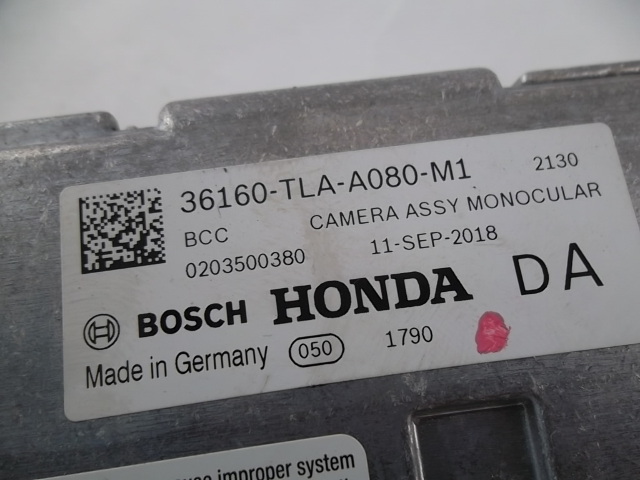 36160-TLA-A080-M1 2130
BCC CAMERA ASSY MONOCULAR
0203500380 11-SEP-2018
BOSCH HONDA DA
Made in Germany 050 1790
improper system